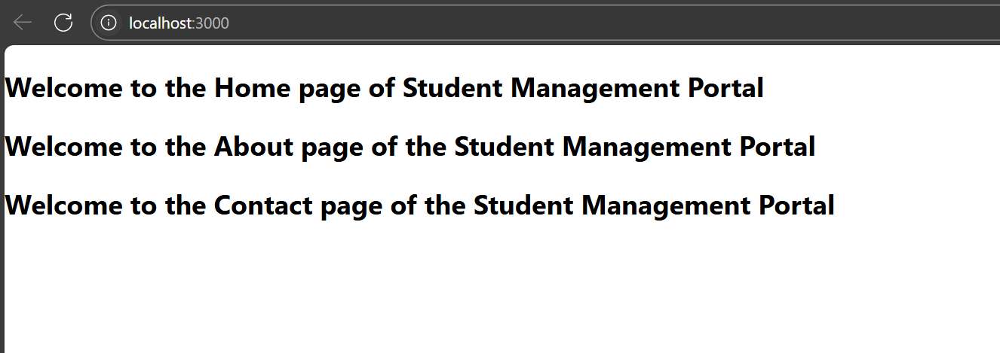 localhost:3000
Welcome to the Home page of Student Management Portal
Welcome to the About page of the Student Management Portal
Welcome to the Contact page of the Student Management Portal